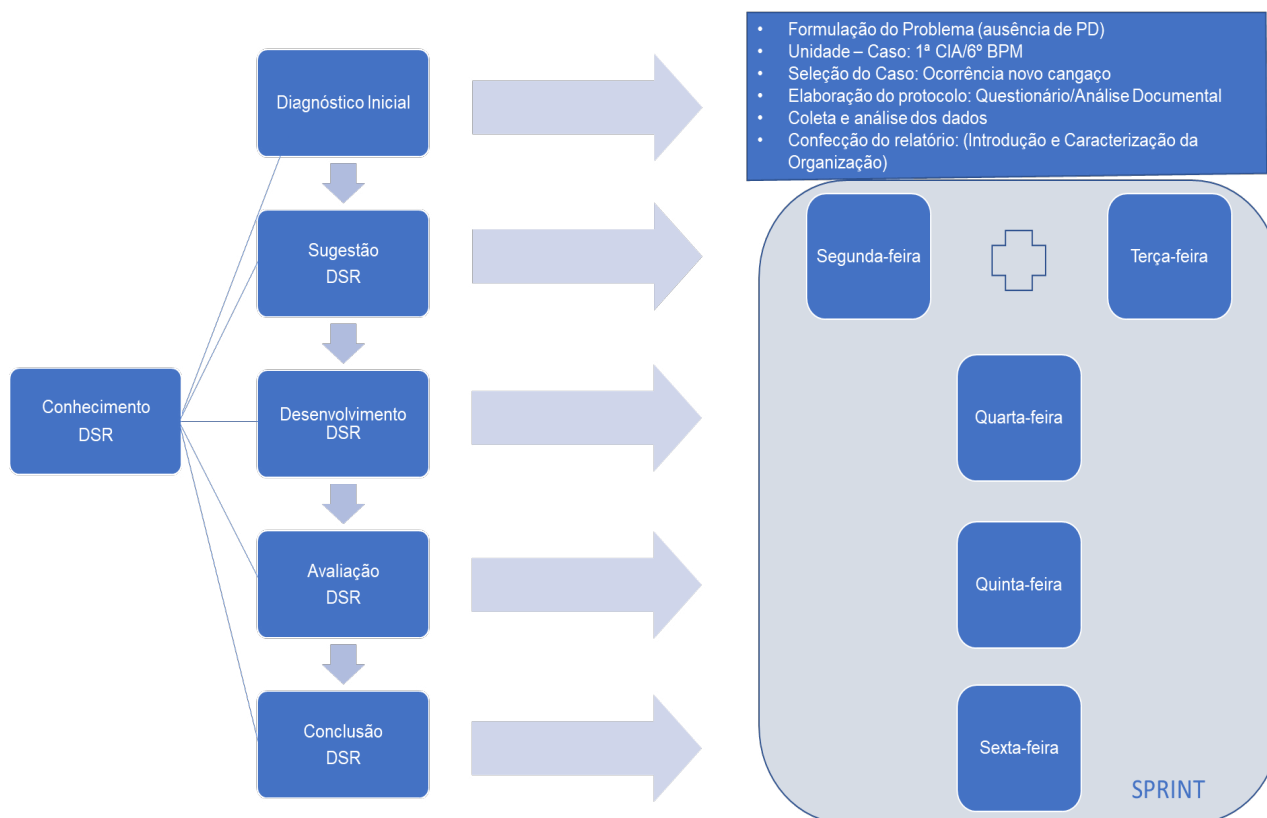 Diagnóstico Inicial
• Formulação do Problema (ausência de PD)
• Unidade – Caso: 1ª CIA/6º BPM
• Seleção do Caso: Ocorrência novo cangaço
• Elaboração do protocolo: Questionário/Análise Documental
• Coleta e análise dos dados
• Confecção do relatório: (Introdução e Caracterização da
Organização)
Sugestão
DSR
Segunda-feira
Terça-feira
Conhecimento
DSR
Desenvolvimento
DSR
Quarta-feira
Avaliação
DSR
Quinta-feira
Conclusão
DSR
Sexta-feira
SPRINT